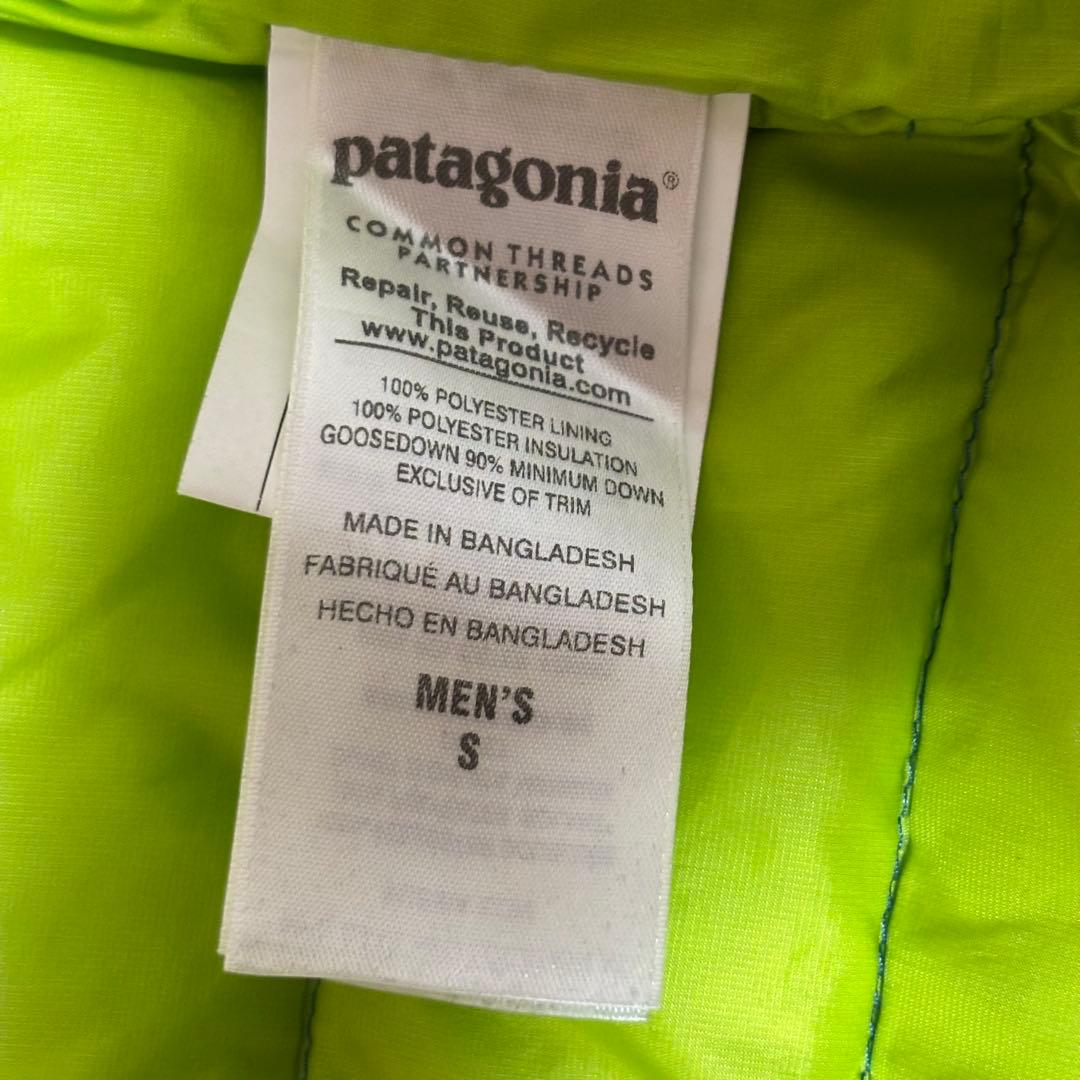 patagonia®
COMMON THREADS
PARTNERSHIP
Repair, Reuse, Recycle
This Product
www.patagonia.com
100% POLYESTER LINING
100% POLYESTER INSULATION
GOOSEDOWN 90% MINIMUM DOWN
EXCLUSIVE OF TRIM
MADE IN BANGLADESH
FABRIQUÉ AU BANGLADESH
HECHO EN BANGLADESH
MEN'S
S